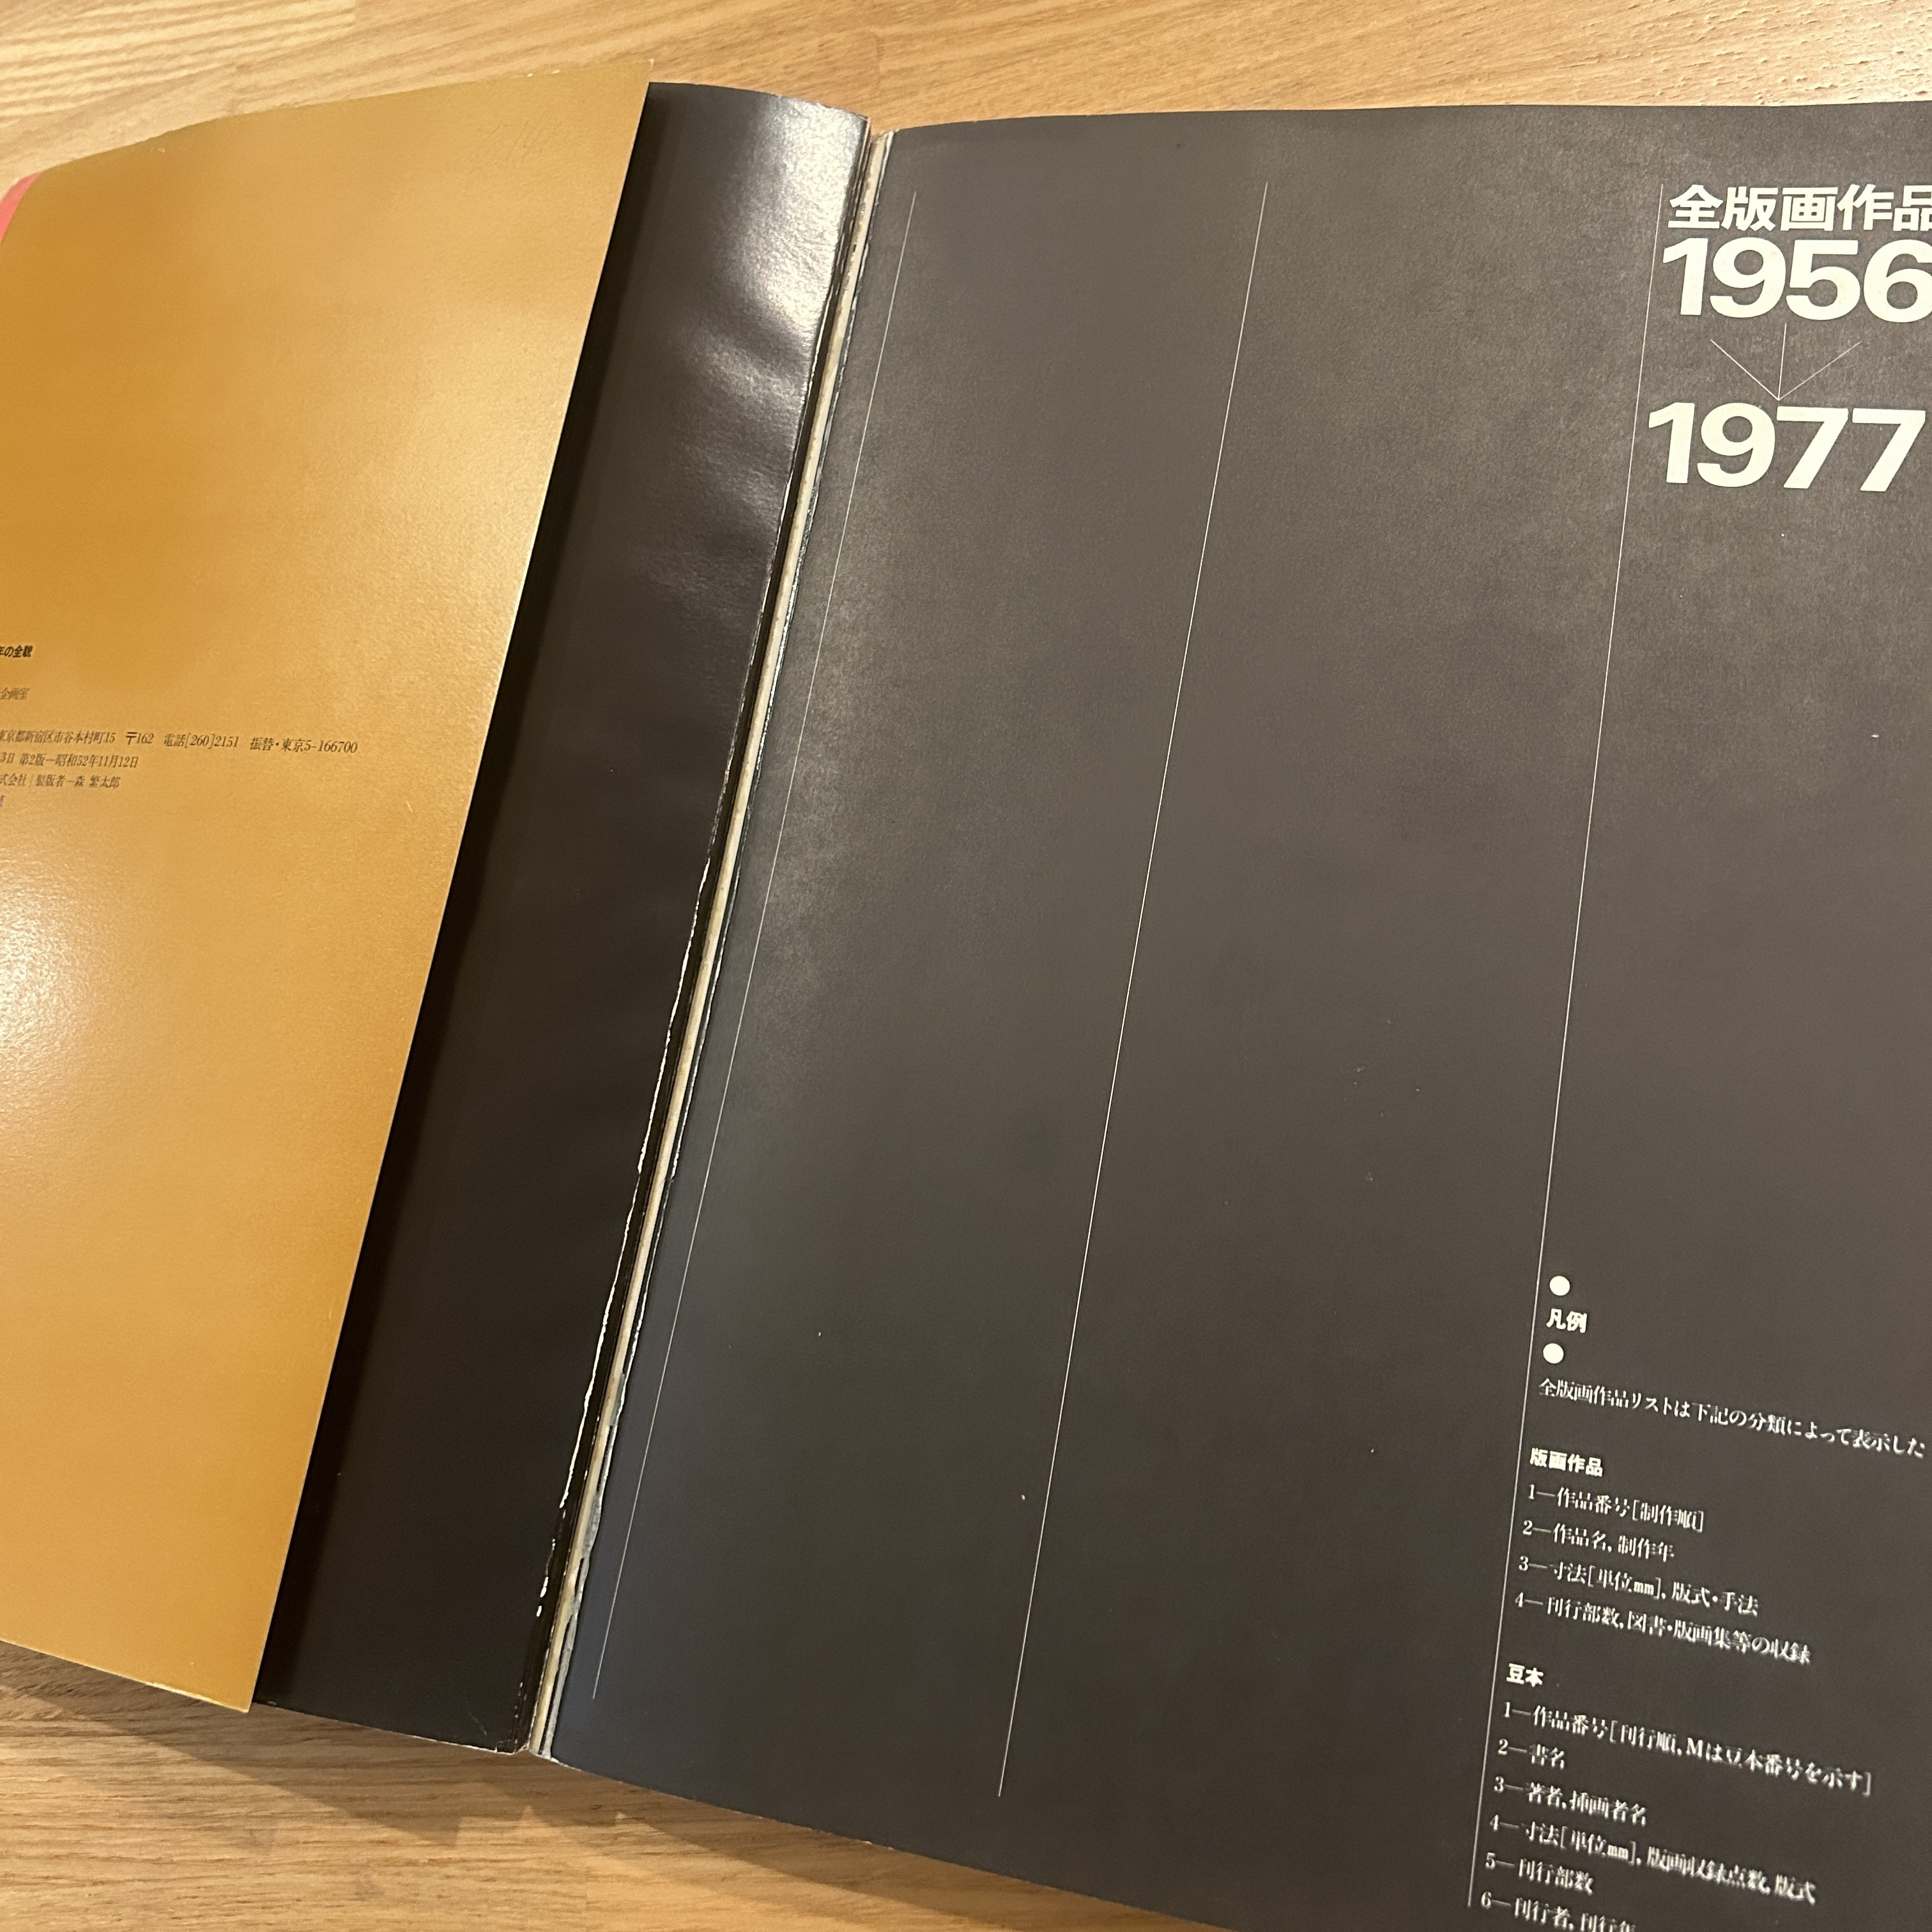 年の全貌
企画室
東京都新宿区市谷本村町15 〒162 電話[260]2151 振替・東京5-166700
3日 第2版—昭和52年11月12日
式会社|製版者—森 繁太郎
全版画作品
1956
1977
凡例
全版画作品リストは下記の分類によって表示した
版画作品
1—作品番号[制作順]
2—作品名,制作年
3—寸法[単位mm],版式・手法
4—刊行部数,図書・版画集等の収録
豆本
1—作品番号[刊行順,Mは豆本番号を示す]
2—書名
3—著者,挿画者名
4—寸法[単位mm],版画収録点数,版式
5—刊行部数
6—刊行者,刊行年